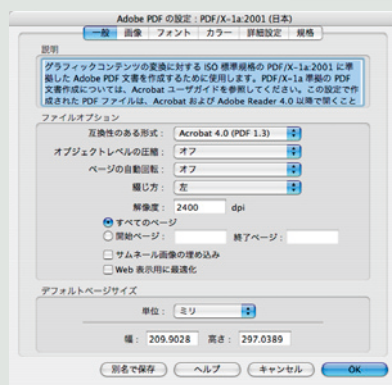 Adobe PDF の設定：PDF/X-1a:2001 (日本)
一般 画像 フォント カラー 詳細設定 規格
説明
グラフィックコンテンツの変換に対する ISO 標準規格の PDF/X-1a:2001 に準
拠した Adobe PDF 文書を作成するために使用します。PDF/X-1a 準拠の PDF
文書作成については、Acrobat ユーザガイドを参照してください。この設定で作
成された PDF ファイルは、Acrobat および Adobe Reader 4.0 以降で開くこと
ファイルオプション
互換性のある形式： Acrobat 4.0 (PDF 1.3)
オブジェクトレベルの圧縮： オフ
ページの自動回転： オフ
綴じ方： 左
解像度： 2400 dpi
すべてのページ
開始ページ： 終了ページ：
サムネール画像の埋め込み
Web 表示用に最適化
デフォルトページサイズ
単位： ミリ
幅： 209.9028 高さ： 297.0389
別名で保存 ヘルプ キャンセル OK